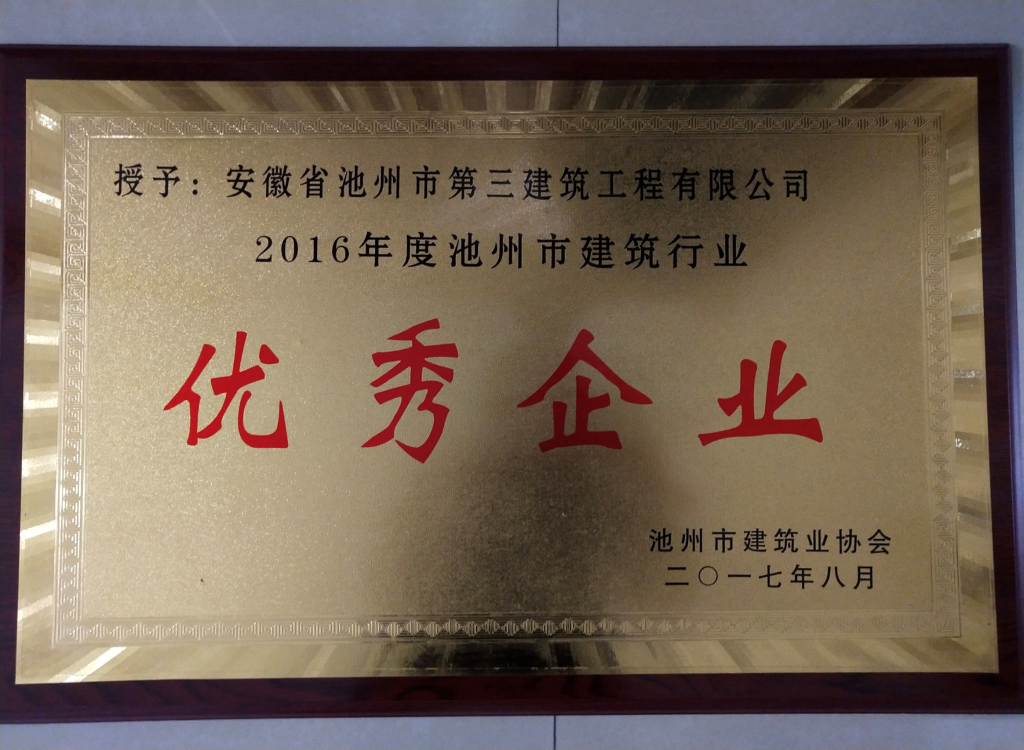 授予：安徽省池州市第三建筑工程有限公司
2016年度池州市建筑行业
优秀企业
池州市建筑业协会
二〇一七年八月